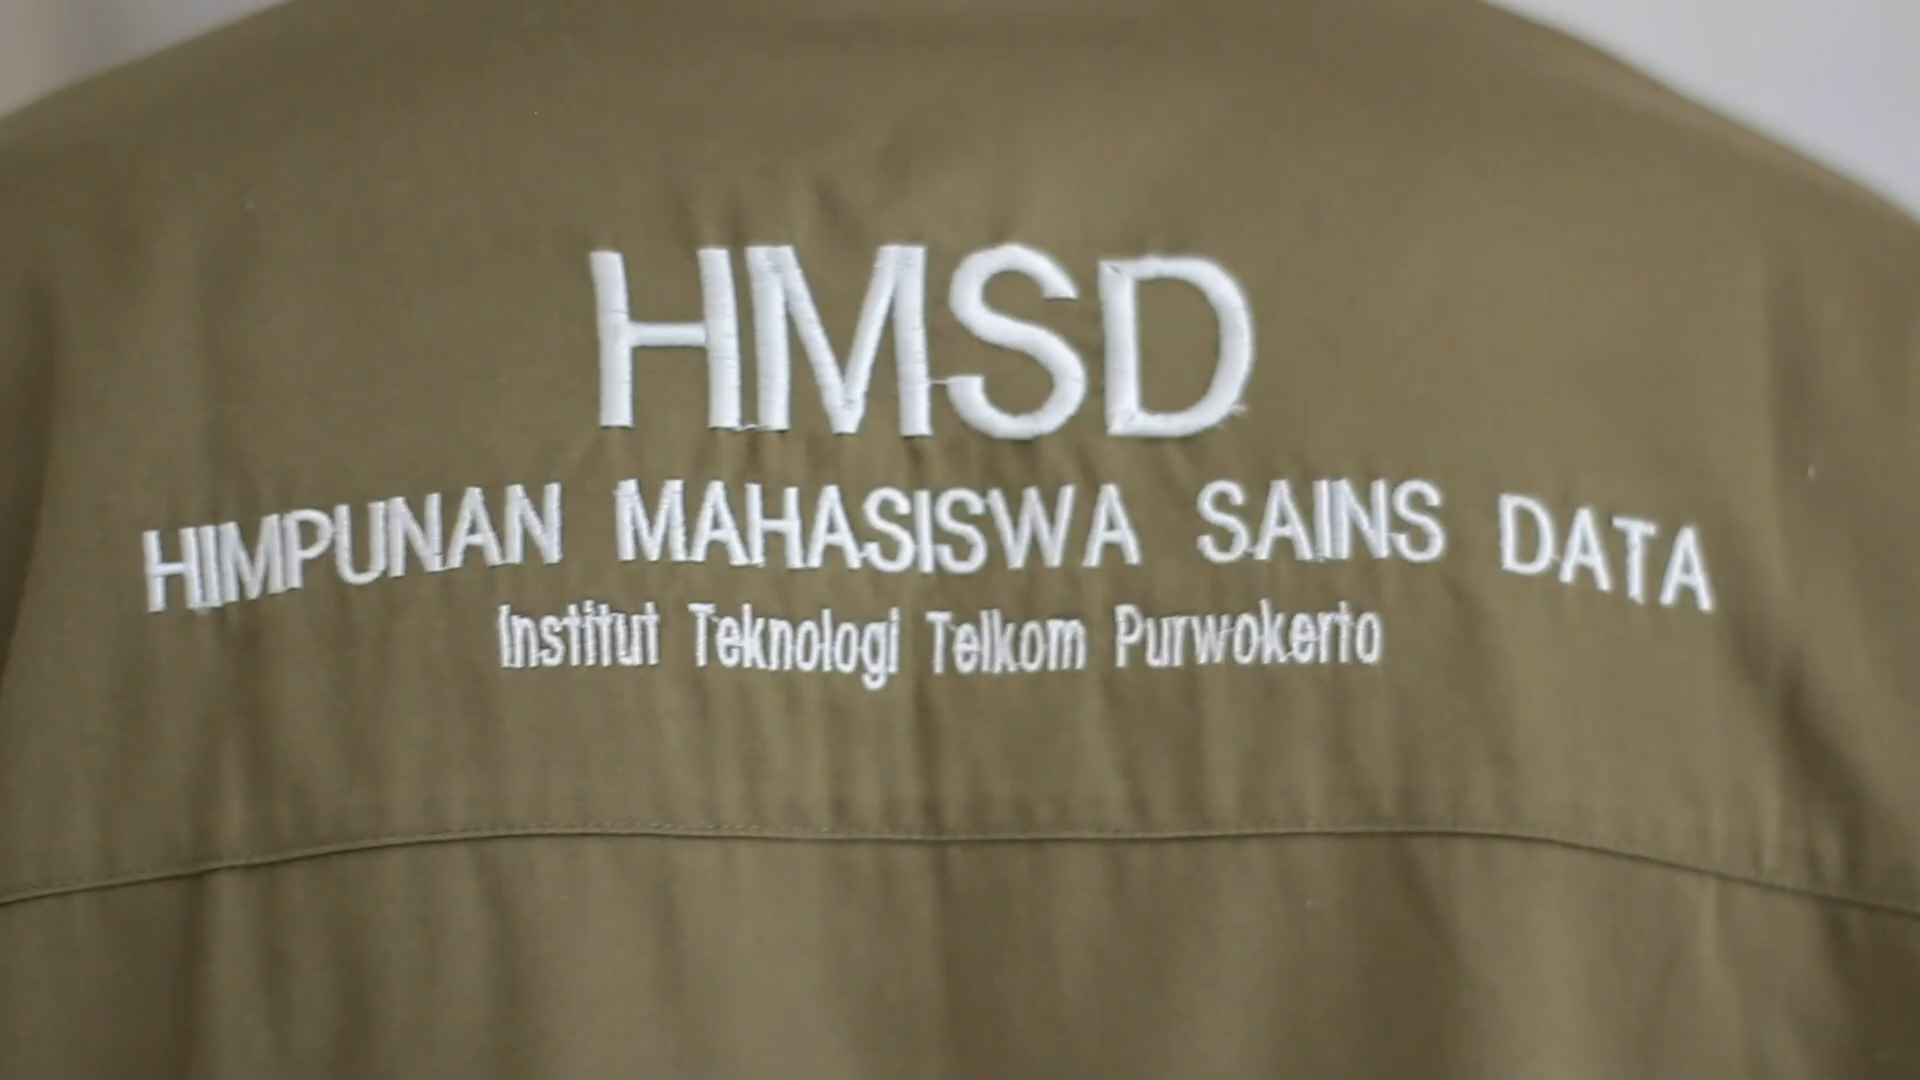 HMSD
HIMPUNAN MAHASISWA SAINS DATA
Institut Teknologi Telkom Purwokerto